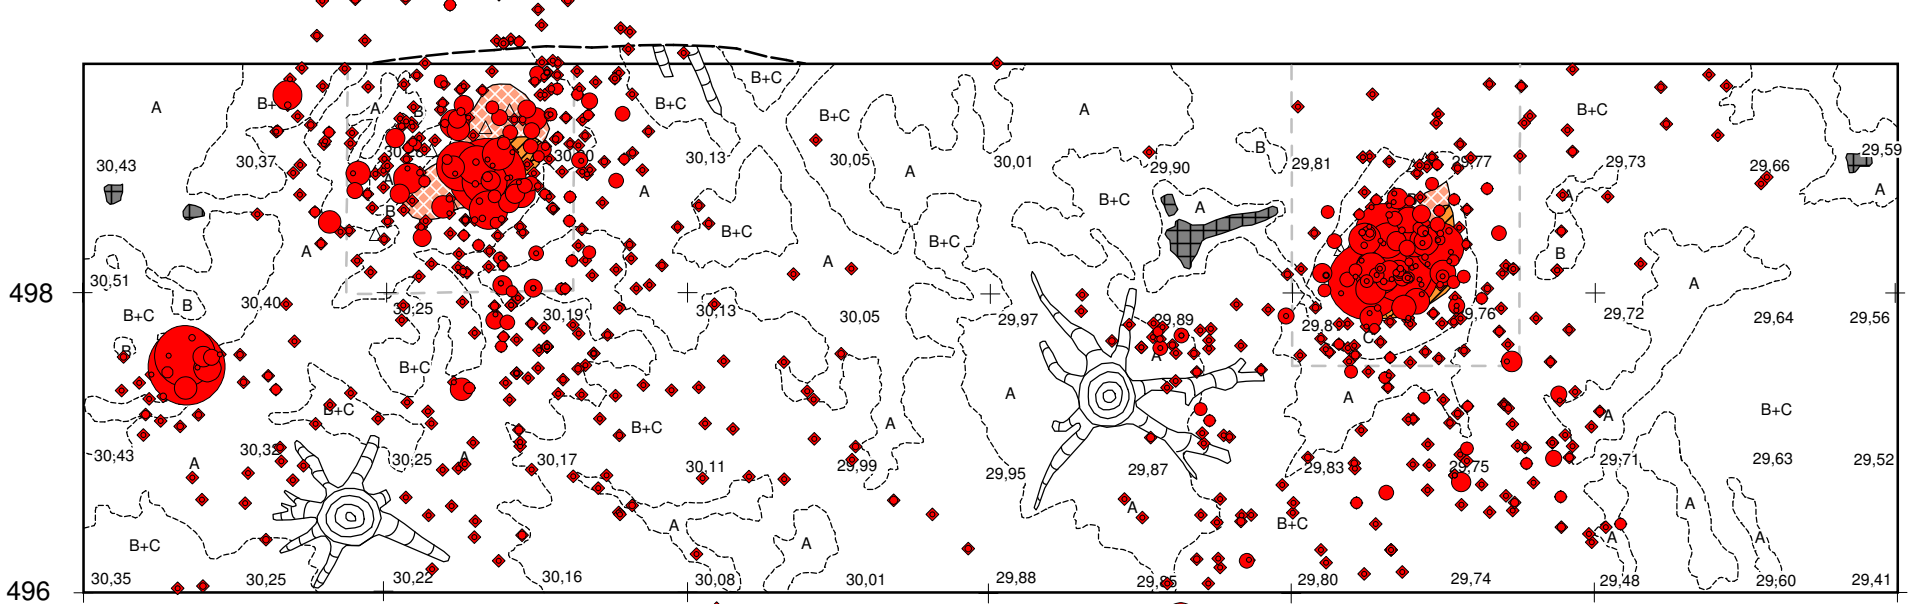 B+C
A B+C B+C B+C A B+C
A B
B
30,43 30,37 30,13 30,05 30,01 29,90 29,81 29,77 29,73 29,66 29,59
A A A A A
B B+C A
B+C B+C
A A B
30,51 A
498 B 30,40 30,25 30,19 30,13 30,05 29,97 29,89 29,72 29,64 29,56
B+C 29,76
B A C
B+C
B+C A A A B+C
B+C A
30,43 30,32 30,25 A 30,17 30,11 29,99 29,95 29,87 29,83 29,75 29,71 29,63 29,52
A
A B+C A
B+C A A A A
496 30,35 30,25 30,22 30,16 30,08 30,01 29,88 29,85 29,80 29,74 29,48 29,60 29,41